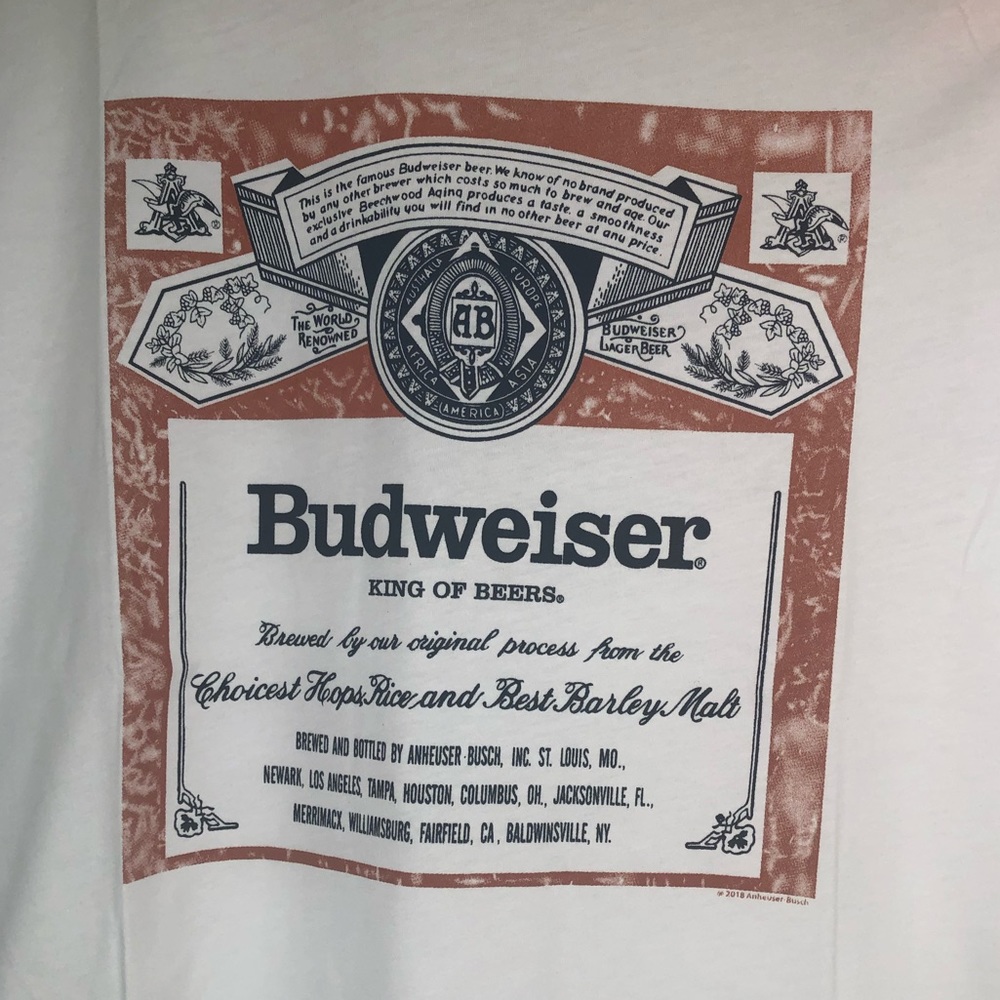 This is the famous Budweiser beer. We know of no brand produced
by any other brewer which costs so much to brew and age. Our
exclusive Beechwood Aging produces a taste, a smoothness
and a drinkability you will find in no other beer at any price.
THE WORLD
RENOWNED
AUSTRALIA
EUROPE
AB
AFRICA
ASIA
AMERICA
BUDWEISER
LAGER BEER
Budweiser®
KING OF BEERS®
Brewed by our original process from the
Choicest Hops, Rice and Best Barley Malt
BREWED AND BOTTLED BY ANHEUSER-BUSCH, INC. ST. LOUIS, MO.,
NEWARK, LOS ANGELES, TAMPA, HOUSTON, COLUMBUS, OH., JACKSONVILLE, FL.,
MERRIMACK, WILLIAMSBURG, FAIRFIELD, CA, BALDWINSVILLE, NY.
© 2018 Anheuser-Busch